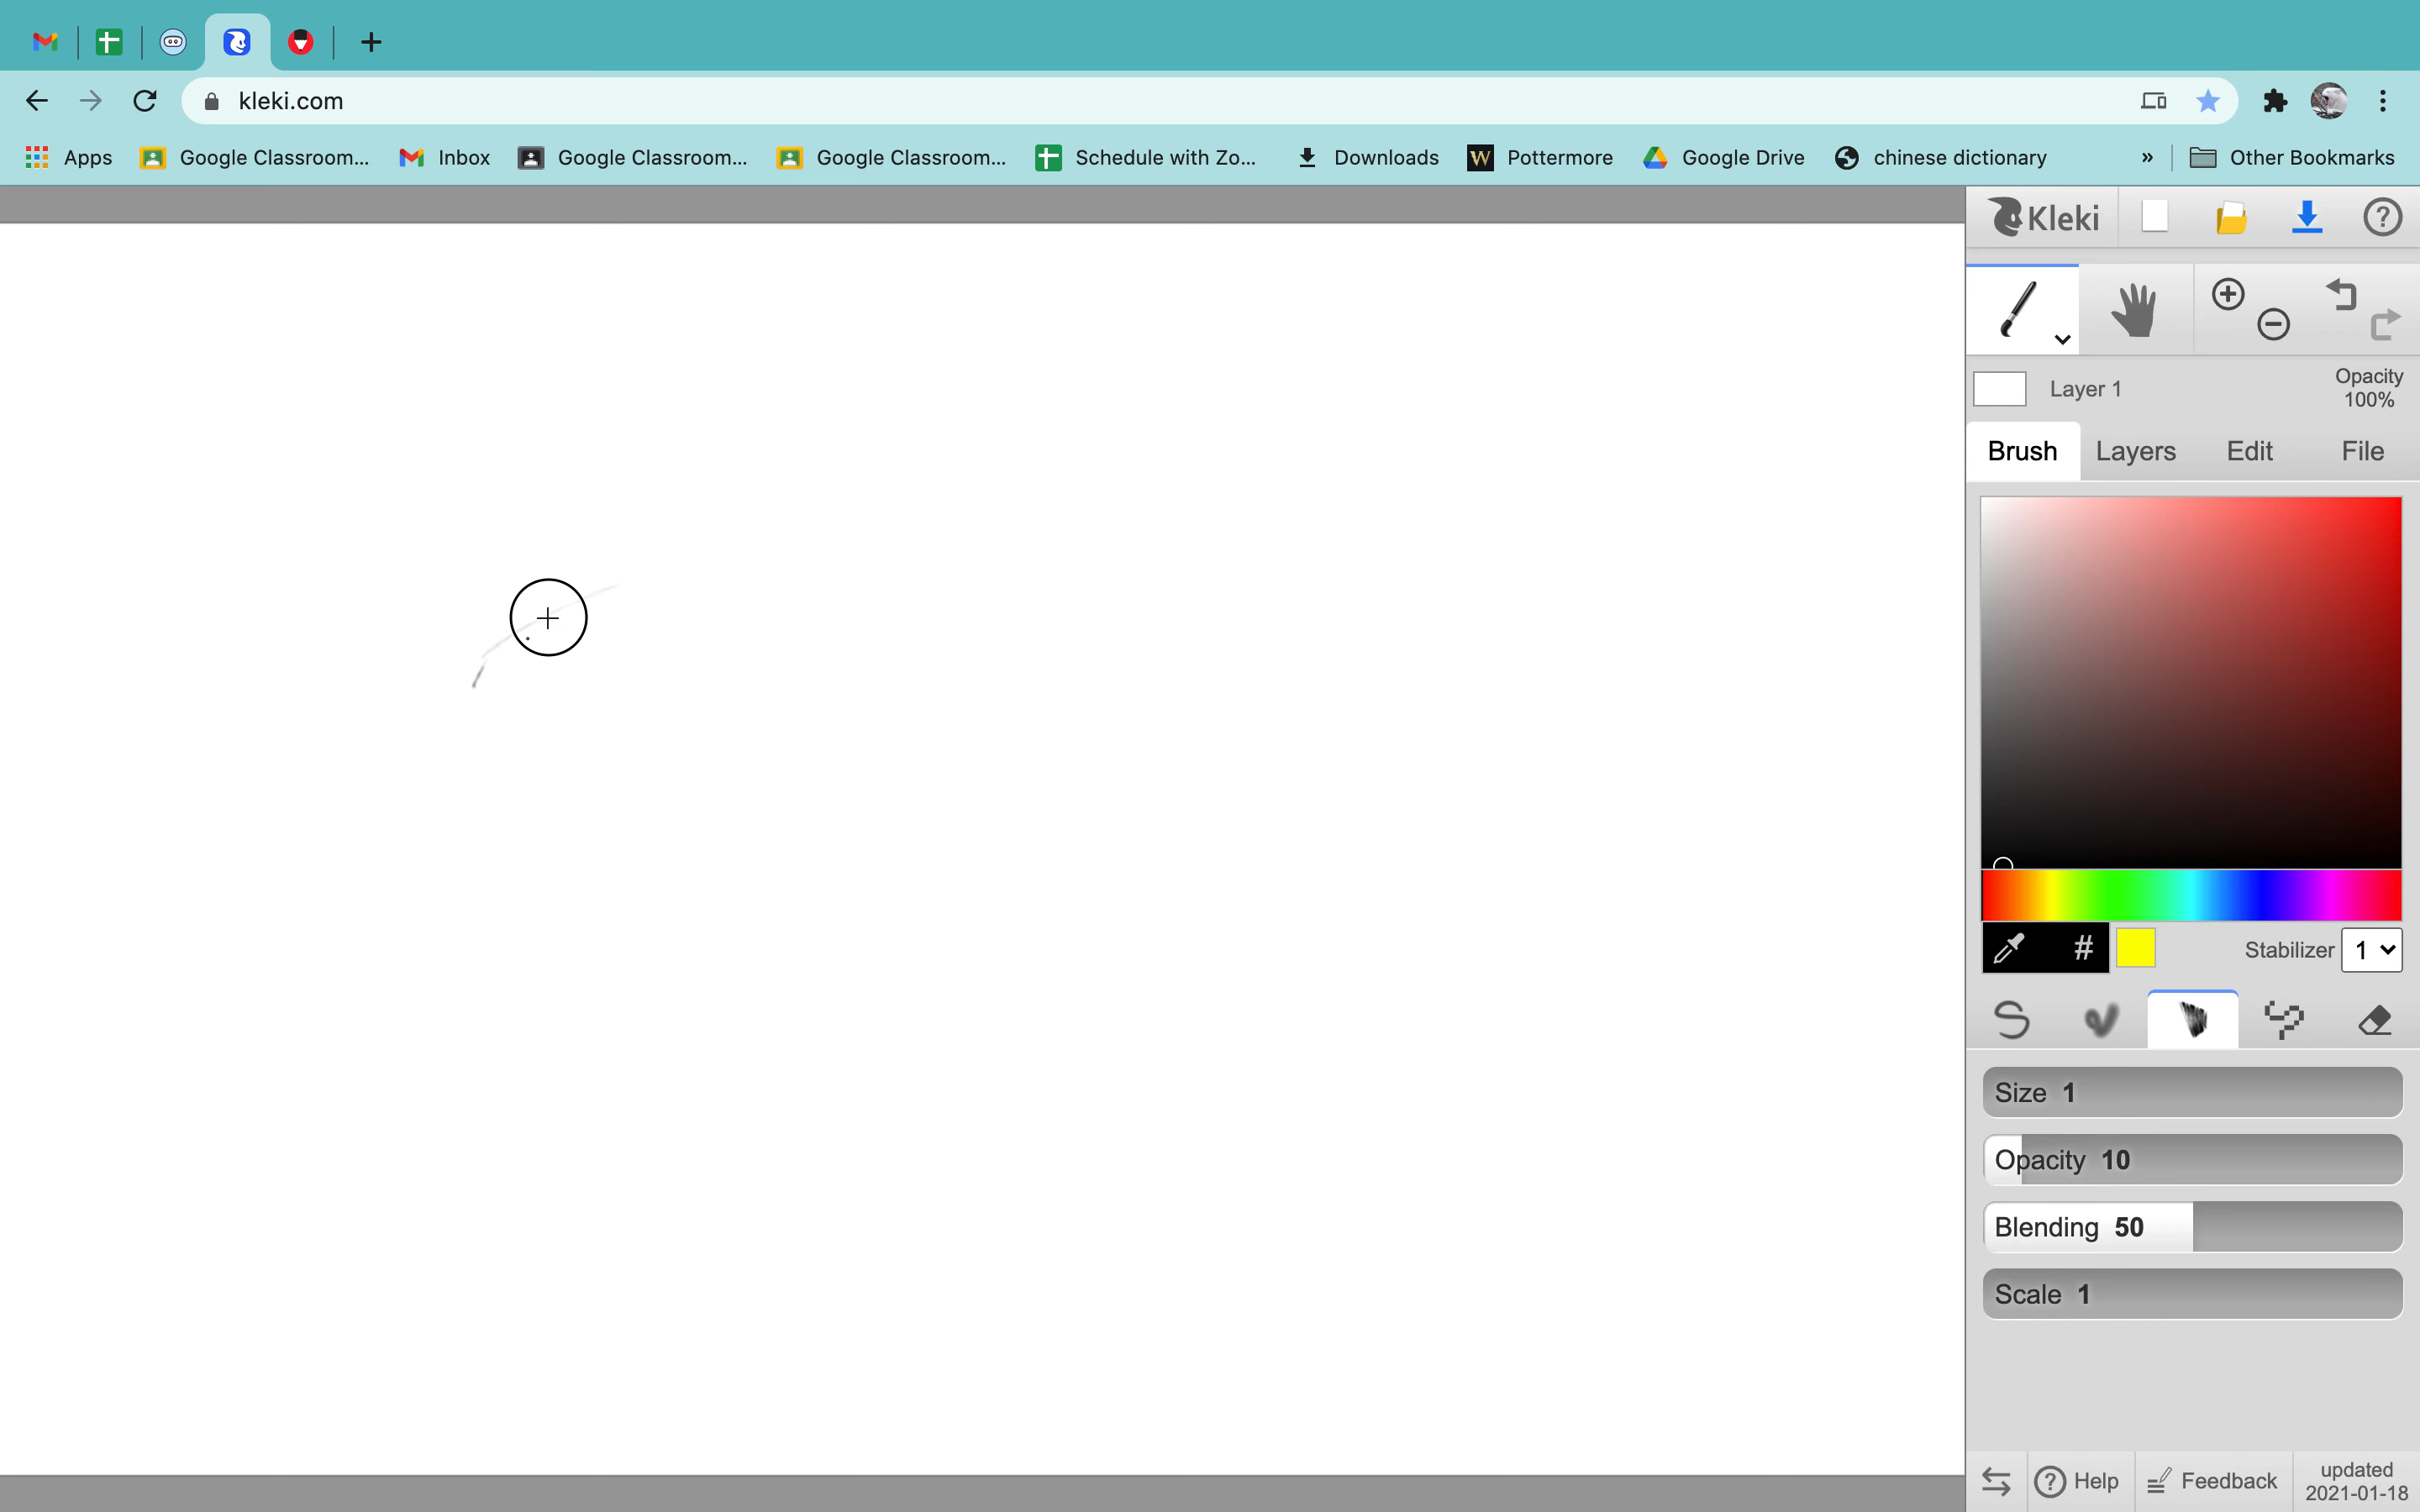 kleki.com
Apps
Google Classroom...
Inbox
Google Classroom...
Google Classroom...
Schedule with Zo...
Downloads
W Pottermore
Google Drive
chinese dictionary
»
Other Bookmarks
Kleki
?
Layer 1
Opacity
100%
Brush
Layers
Edit
File
#
Stabilizer
1
Size 1
Opacity 10
Blending 50
Scale 1
? Help
Feedback
updated
2021-01-18